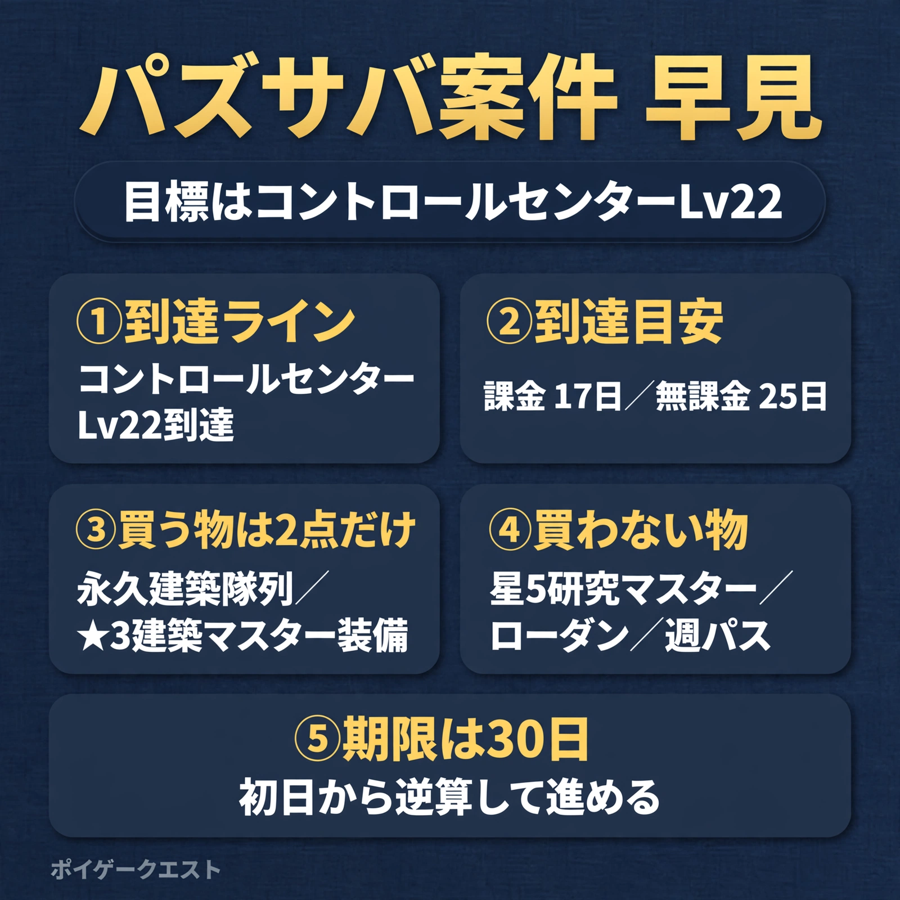 パズサバ案件 早見
目標はコントロールセンターLv22
①到達ライン
コントロールセンター
Lv22到達
②到達目安
課金 17日／無課金 25日
③買う物は2点だけ
永久建築隊列／
★3建築マスター装備
④買わない物
星5研究マスター／
ローダン／週パス
⑤期限は30日
初日から逆算して進める
ポイゲークエスト